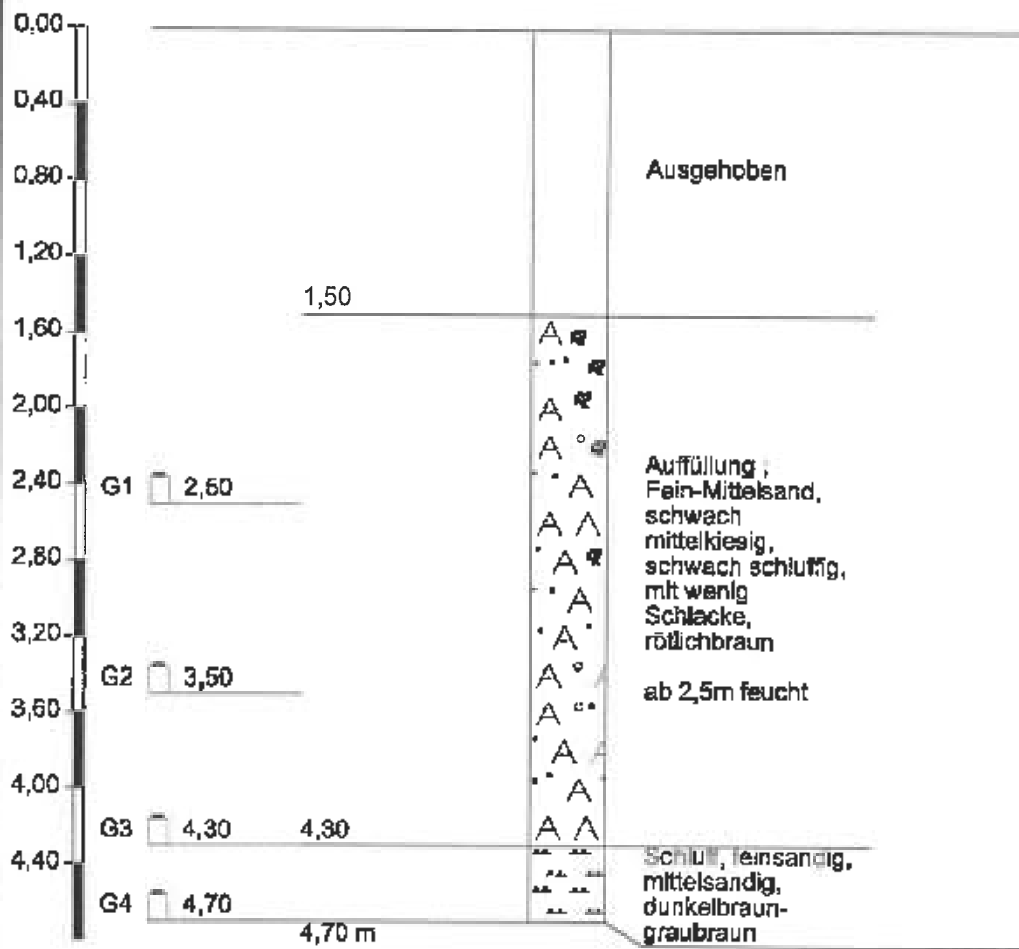 0,00
0,40
0,80
Ausgehoben
1,20
1,50
1,60
2,00
2,40
G1 2,50
Auffüllung ;
Fein-Mittelsand,
schwach
mittelkiesig,
schwach schluffig,
mit wenig
Schlacke,
rötlichbraun
2,80
3,20
G2 3,50
ab 2,5m feucht
3,60
4,00
G3 4,30 4,30
4,40
Schluff, feinsandig,
mittelsandig,
dunkelbraun-
graubraun
G4 4,70
4,70 m